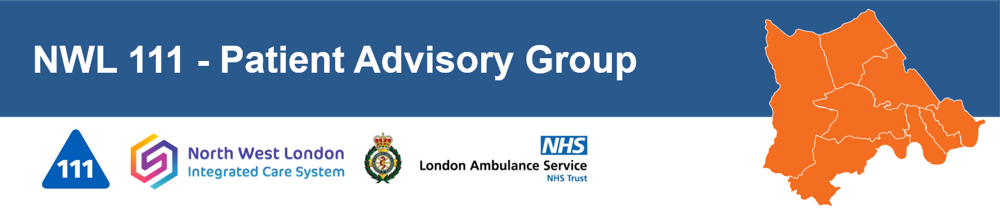 NWL 111 - Patient Advisory Group
111
North West London
Integrated Care System
NHS
London Ambulance Service
NHS Trust